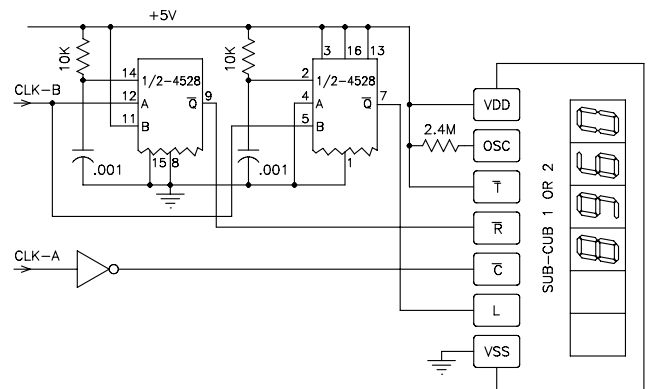 +5V
10K
14
1/2-4528
12
A
Q̅
9
11
B
15
8
.001
10K
3
16
13
2
1/2-4528
4
A
Q̅
7
5
B
1
.001
CLK-B
CLK-A
2.4M
VDD
OSC
T̅
R̅
C̅
L
VSS
SUB-CUB 1 OR 2